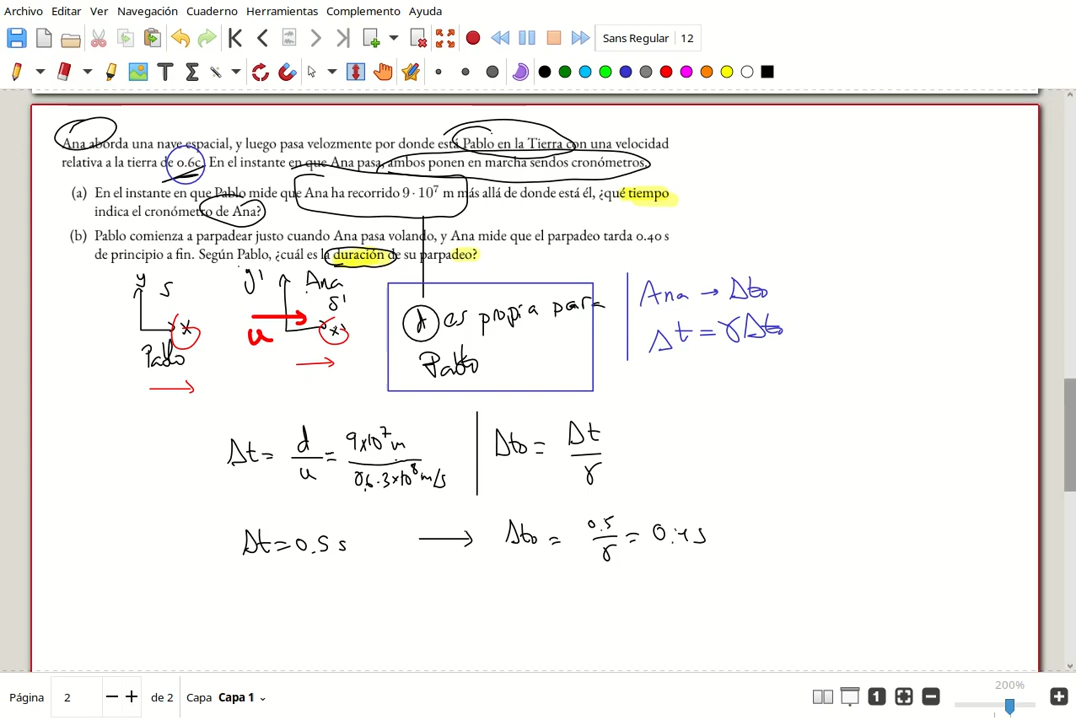 Archivo Editar Ver Navegación Cuaderno Herramientas Complemento Ayuda
Sans Regular 12
Ana aborda una nave espacial, y luego pasa velozmente por donde está Pablo en la Tierra con una velocidad
relativa a la tierra de 0.6c. En el instante en que Ana pasa, ambos ponen en marcha sendos cronómetros.
(a) En el instante en que Pablo mide que Ana ha recorrido 9 · 10⁷ m más allá de donde está él, ¿qué tiempo
indica el cronómetro de Ana?
(b) Pablo comienza a parpadear justo cuando Ana pasa volando, y Ana mide que el parpadeo tarda 0.40 s
de principio a fin. Según Pablo, ¿cuál es la duración de su parpadeo?
y S
x
Pablo
y' Ana
S'
u
x'
d es propia para
Pablo
Ana → Δt₀
Δt = γΔt₀
Δt = d/u = 9x10⁷m / 0.6·3x10⁸ m/s
Δt₀ = Δt/γ
Δt = 0.5 s → Δt₀ = 0.5/γ = 0.4 s
Página 2 de 2 Capa Capa 1
200%